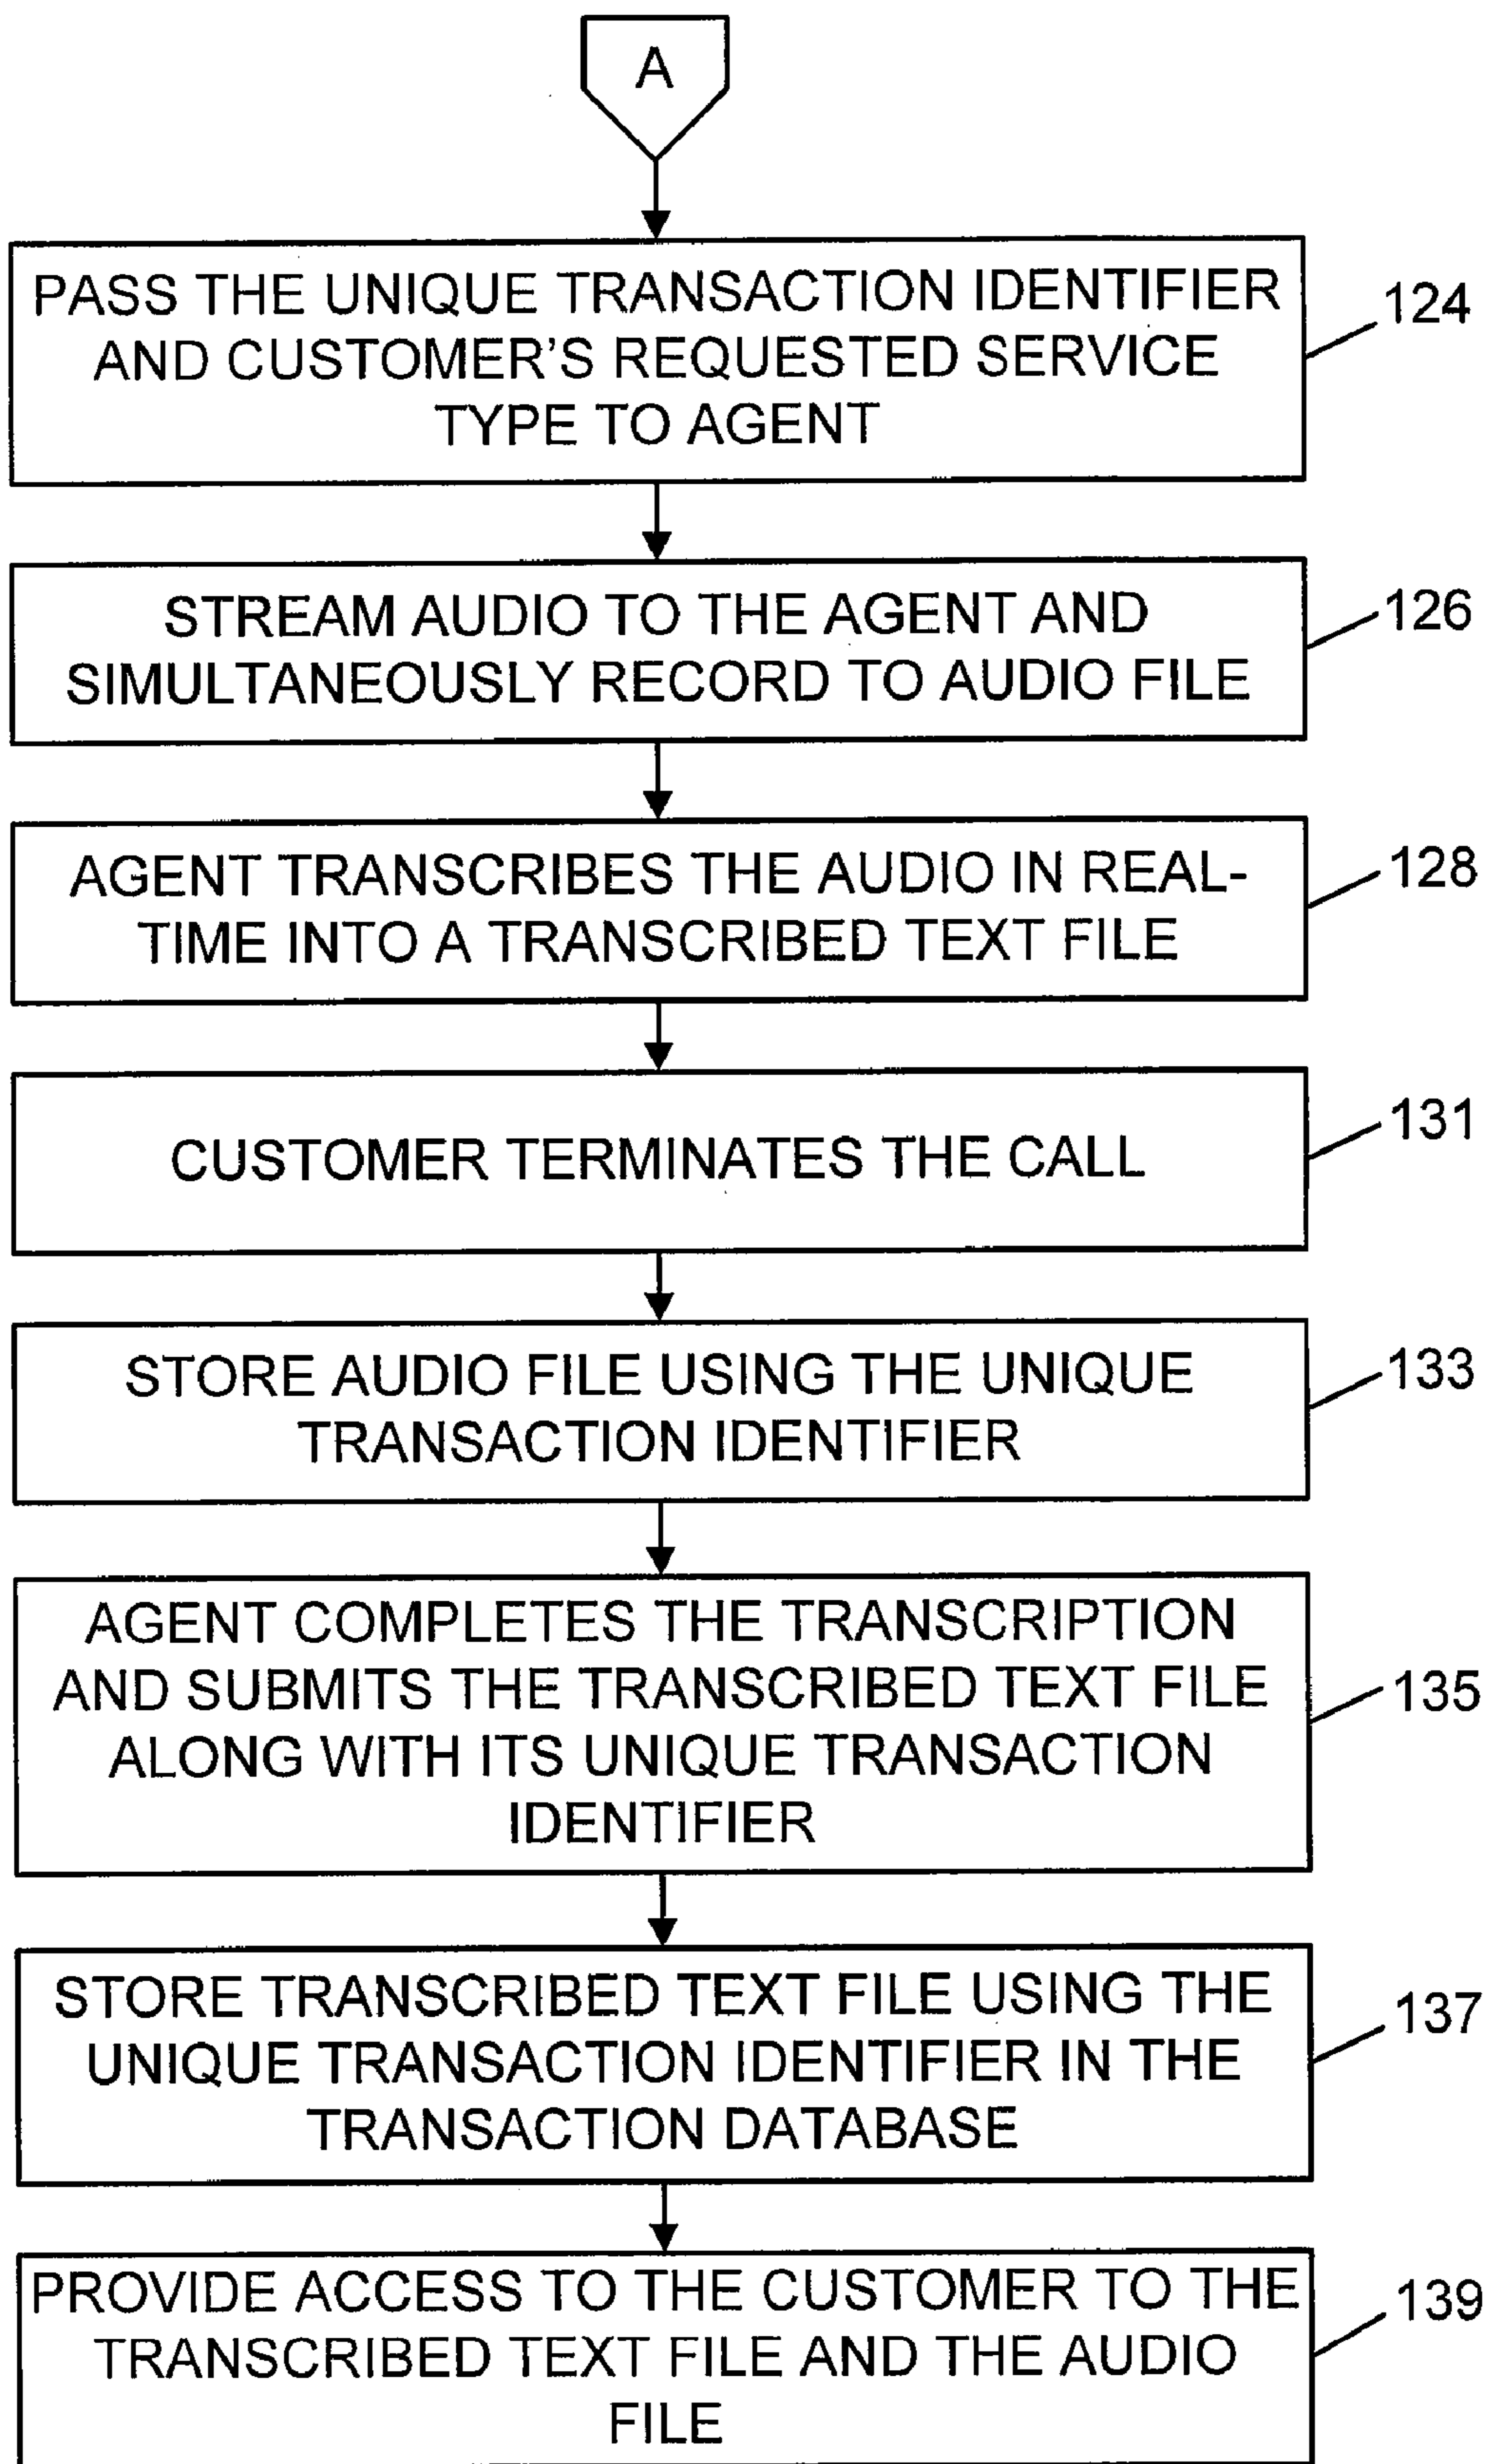 A
PASS THE UNIQUE TRANSACTION IDENTIFIER
AND CUSTOMER'S REQUESTED SERVICE
TYPE TO AGENT
124
STREAM AUDIO TO THE AGENT AND
SIMULTANEOUSLY RECORD TO AUDIO FILE
126
AGENT TRANSCRIBES THE AUDIO IN REAL-
TIME INTO A TRANSCRIBED TEXT FILE
128
CUSTOMER TERMINATES THE CALL
131
STORE AUDIO FILE USING THE UNIQUE
TRANSACTION IDENTIFIER
133
AGENT COMPLETES THE TRANSCRIPTION
AND SUBMITS THE TRANSCRIBED TEXT FILE
ALONG WITH ITS UNIQUE TRANSACTION
IDENTIFIER
135
STORE TRANSCRIBED TEXT FILE USING THE
UNIQUE TRANSACTION IDENTIFIER IN THE
TRANSACTION DATABASE
137
PROVIDE ACCESS TO THE CUSTOMER TO THE
TRANSCRIBED TEXT FILE AND THE AUDIO
FILE
139